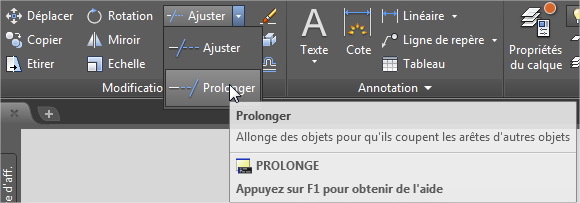 Déplacer Rotation Ajuster
Copier Miroir Ajuster
Etirer Echelle Prolonger
Modification
Texte Cote Linéaire
Ligne de repère
Tableau
Annotation
Propriétés
du calque
Prolonger
Allonge des objets pour qu'ils coupent les arêtes d'autres objets
PROLONGE
Appuyez sur F1 pour obtenir de l'aide
e d'aff.